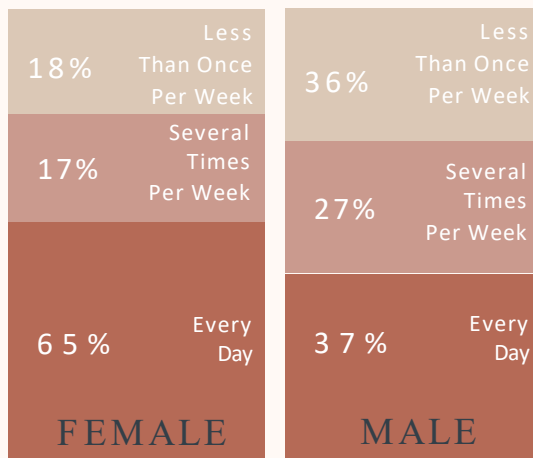 18%
Less
Than Once
Per Week
17%
Several
Times
Per Week
65%
Every
Day
FEMALE
36%
Less
Than Once
Per Week
27%
Several
Times
Per Week
37%
Every
Day
MALE